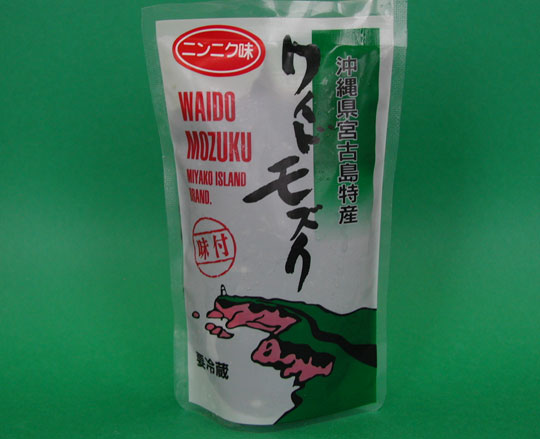 ニンニク味
沖縄県宮古島特産
ワイドモズク
WAIDO
MOZUKU
MIYAKO ISLAND
BRAND.
味付
要冷蔵